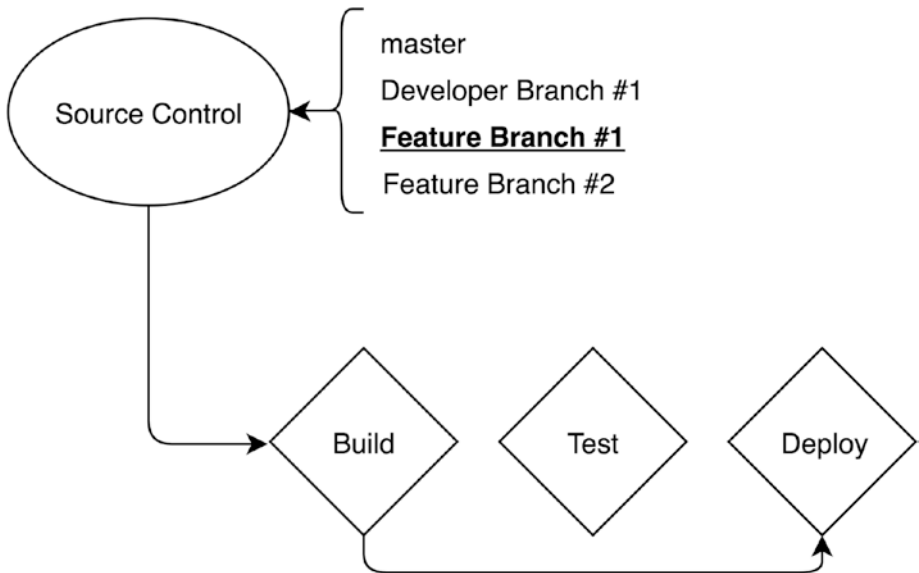 Source Control
master
Developer Branch #1
Feature Branch #1
Feature Branch #2
Build
Test
Deploy